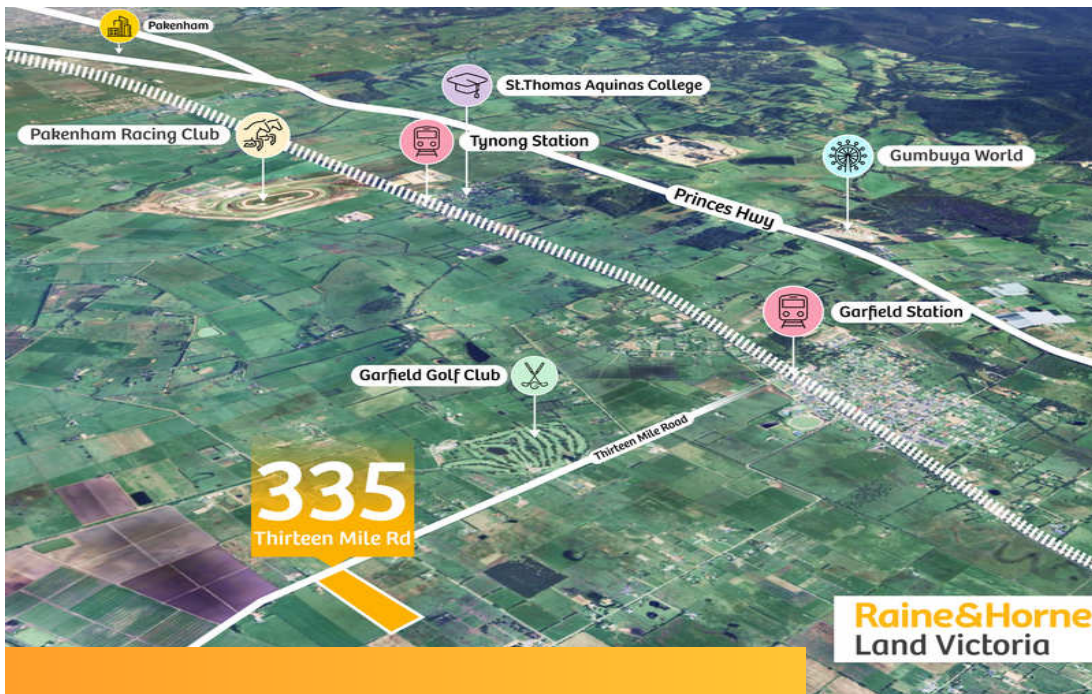 Pakenham
St.Thomas Aquinas College
Pakenham Racing Club
Tynong Station
Gumbuya World
Princes Hwy
Garfield Station
Garfield Golf Club
Thirteen Mile Road
335
Thirteen Mile Rd
Raine&Horne
Land Victoria